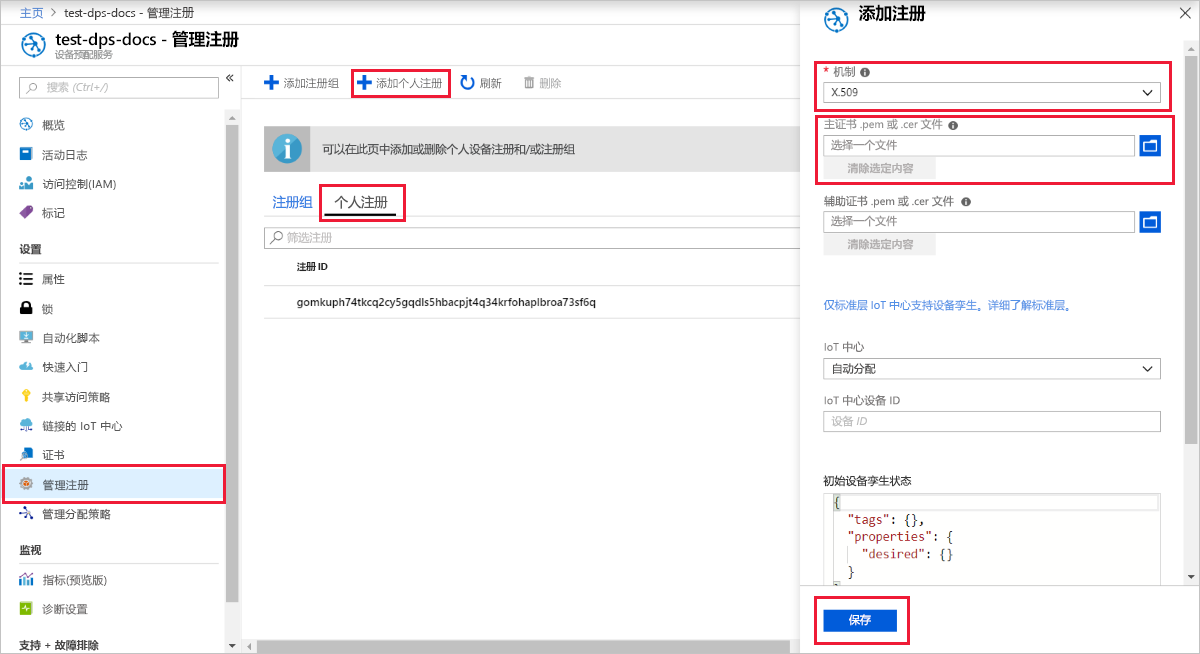 主页 > test-dps-docs - 管理注册
test-dps-docs - 管理注册
设备预配服务
搜索 (Ctrl+/)
概览
活动日志
访问控制(IAM)
标记
设置
属性
锁
自动化脚本
快速入门
共享访问策略
链接的 IoT 中心
证书
管理注册
管理分配策略
监视
指标(预览版)
诊断设置
支持 + 故障排除
添加注册组
添加个人注册
刷新
删除
可以在此页中添加或删除个人设备注册和/或注册组
注册组
个人注册
筛选注册
注册 ID
gomkuph74tkcq2cy5gqdls5hbacpjt4q34krfohaplbroa73sf6q
添加注册
* 机制
X.509
主证书 .pem 或 .cer 文件
选择一个文件
清除选定内容
辅助证书 .pem 或 .cer 文件
选择一个文件
清除选定内容
仅标准层 IoT 中心支持设备孪生。详细了解标准层。
IoT 中心
自动分配
IoT 中心设备 ID
设备 ID
初始设备孪生状态
{
"tags": {},
"properties": {
"desired": {}
}
保存